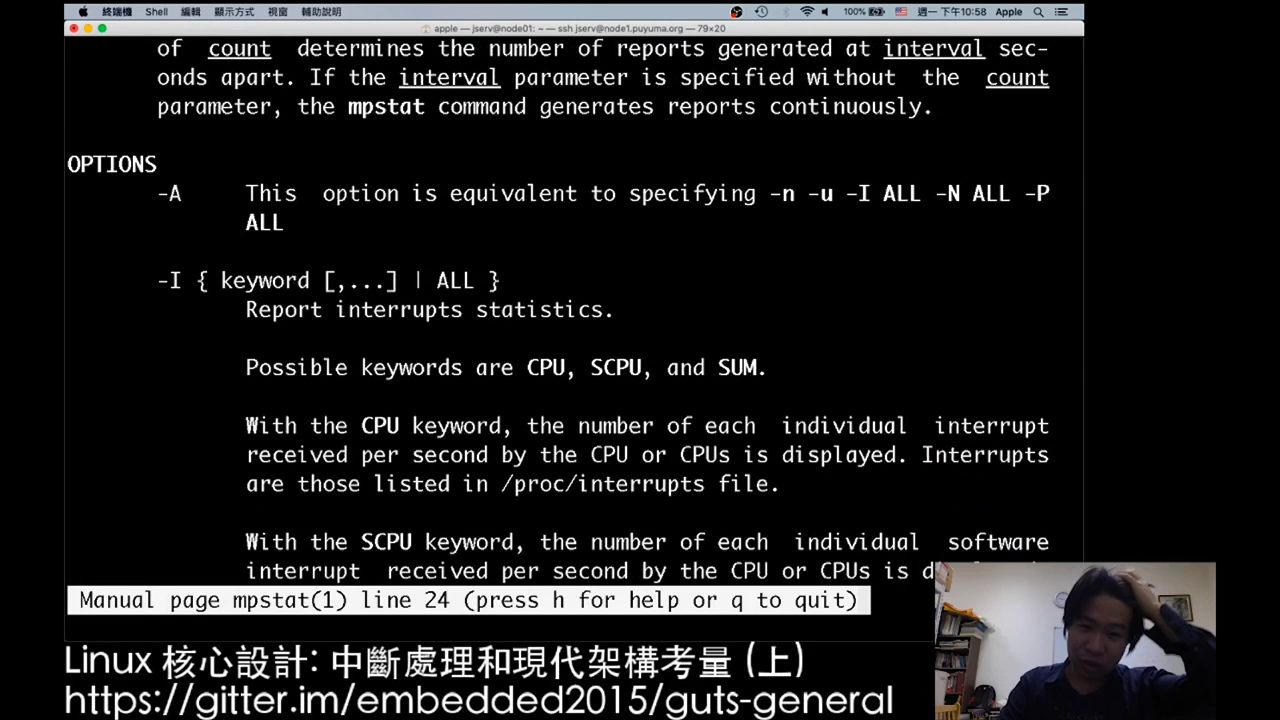 終端機 Shell 編輯 顯示方式 視窗 輔助說明 100% 週一 下午10:58 Apple
apple — jserv@node01: ~ — ssh jserv@node1.puyuma.org — 79×20
of count determines the number of reports generated at interval sec-
onds apart. If the interval parameter is specified without the count
parameter, the mpstat command generates reports continuously.
OPTIONS
-A This option is equivalent to specifying -n -u -I ALL -N ALL -P
ALL
-I { keyword [,...] | ALL }
Report interrupts statistics.
Possible keywords are CPU, SCPU, and SUM.
With the CPU keyword, the number of each individual interrupt
received per second by the CPU or CPUs is displayed. Interrupts
are those listed in /proc/interrupts file.
With the SCPU keyword, the number of each individual software
interrupt received per second by the CPU or CPUs is
Manual page mpstat(1) line 24 (press h for help or q to quit)
Linux 核心設計: 中斷處理和現代架構考量 (上)
https://gitter.im/embedded2015/guts-general